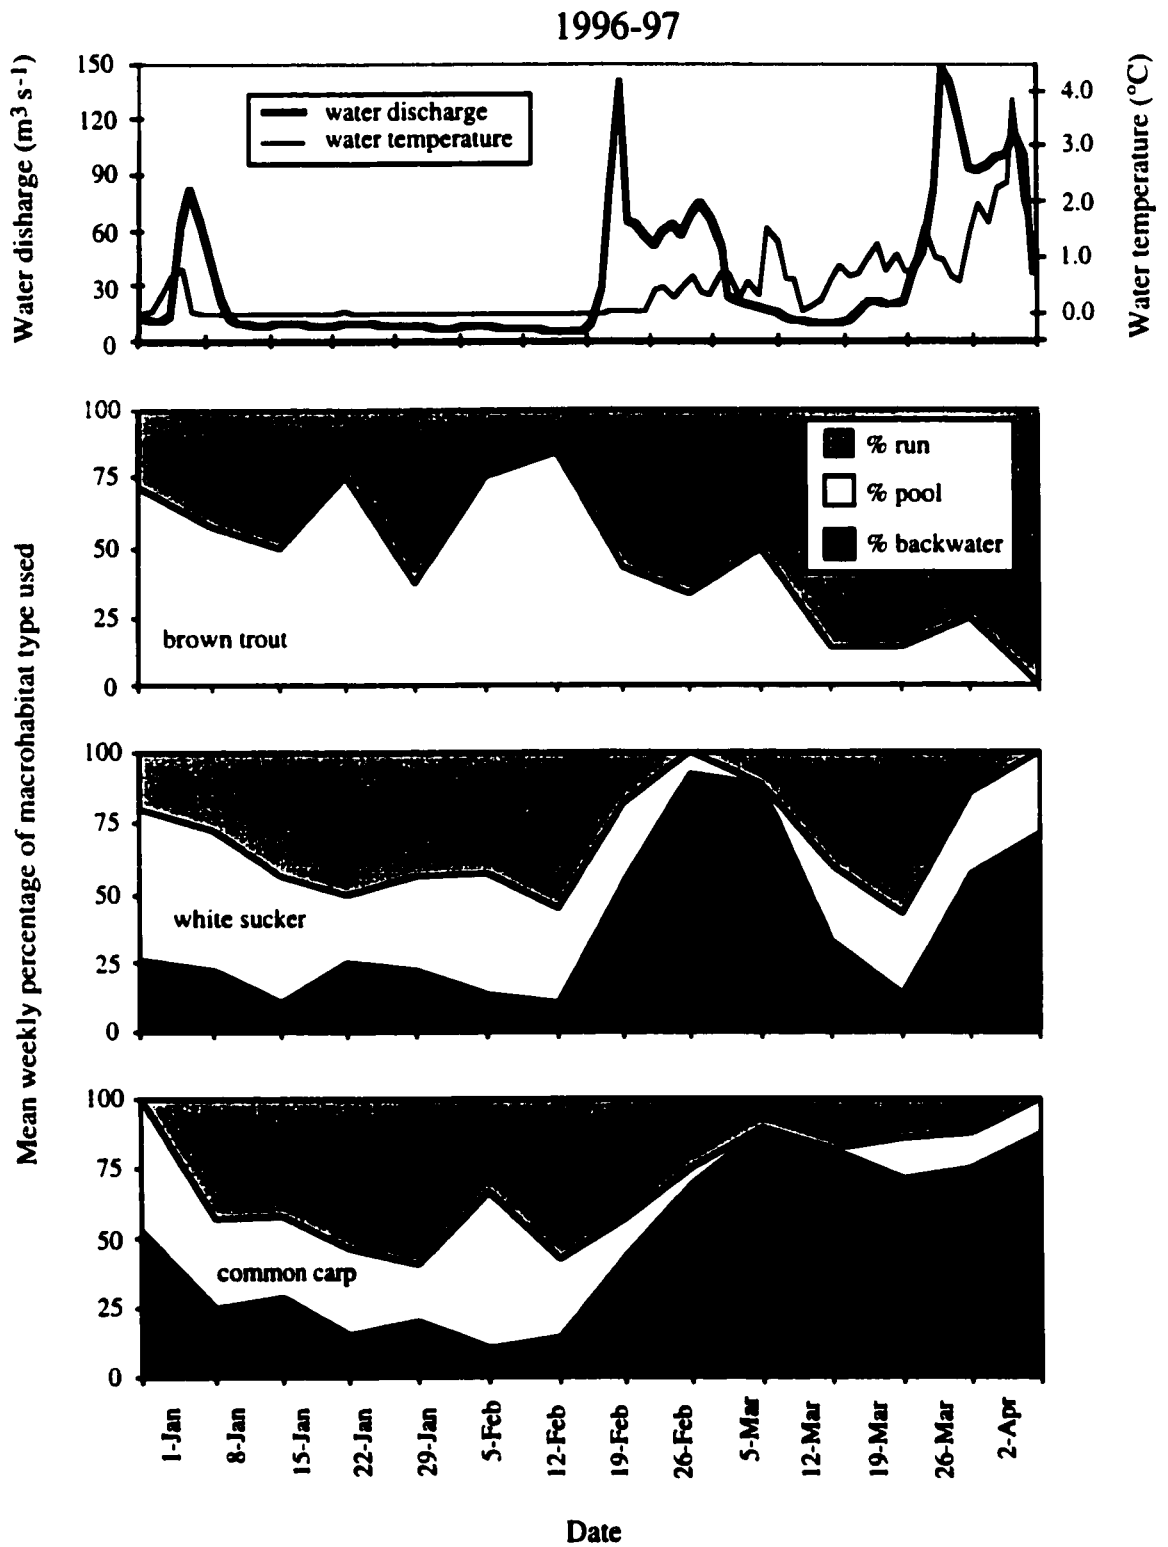 1996-97
Water disharge (m³ s⁻¹)
150
120
90
60
30
0
water discharge
water temperature
4.0
3.0
2.0
1.0
0.0
Water temperature (°C)
Mean weekly percentage of macrohabitat type used
100
75
50
25
0
% run
% pool
% backwater
brown trout
100
75
50
25
0
white sucker
100
75
50
25
0
common carp
1-Jan
8-Jan
15-Jan
22-Jan
29-Jan
5-Feb
12-Feb
19-Feb
26-Feb
5-Mar
12-Mar
19-Mar
26-Mar
2-Apr
Date